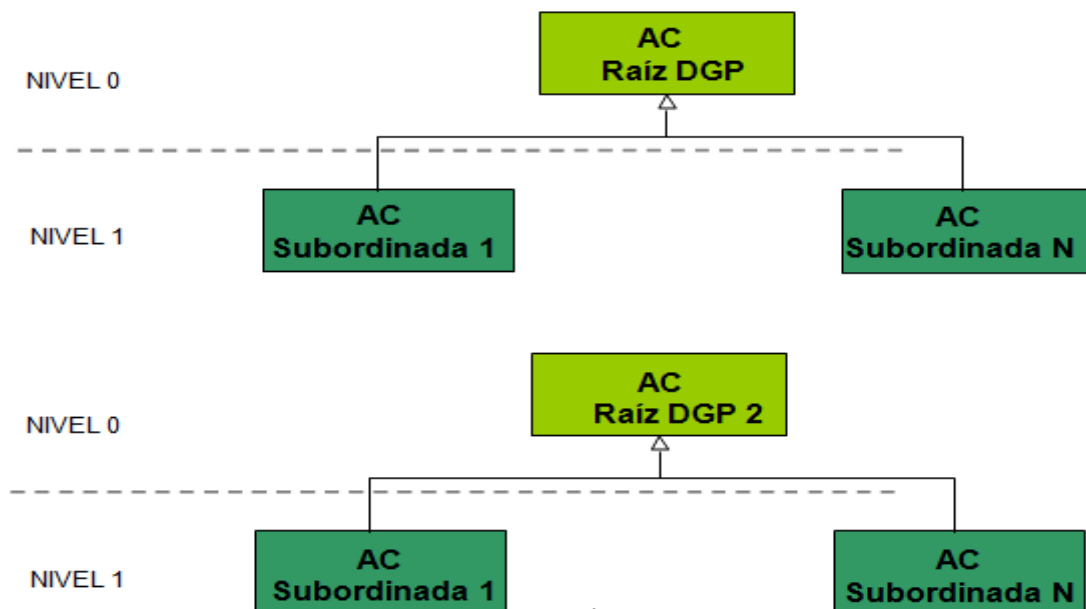 AC
Raíz DGP
NIVEL 0
AC
Subordinada 1
AC
Subordinada N
NIVEL 1
AC
Raíz DGP 2
NIVEL 0
AC
Subordinada 1
AC
Subordinada N
NIVEL 1